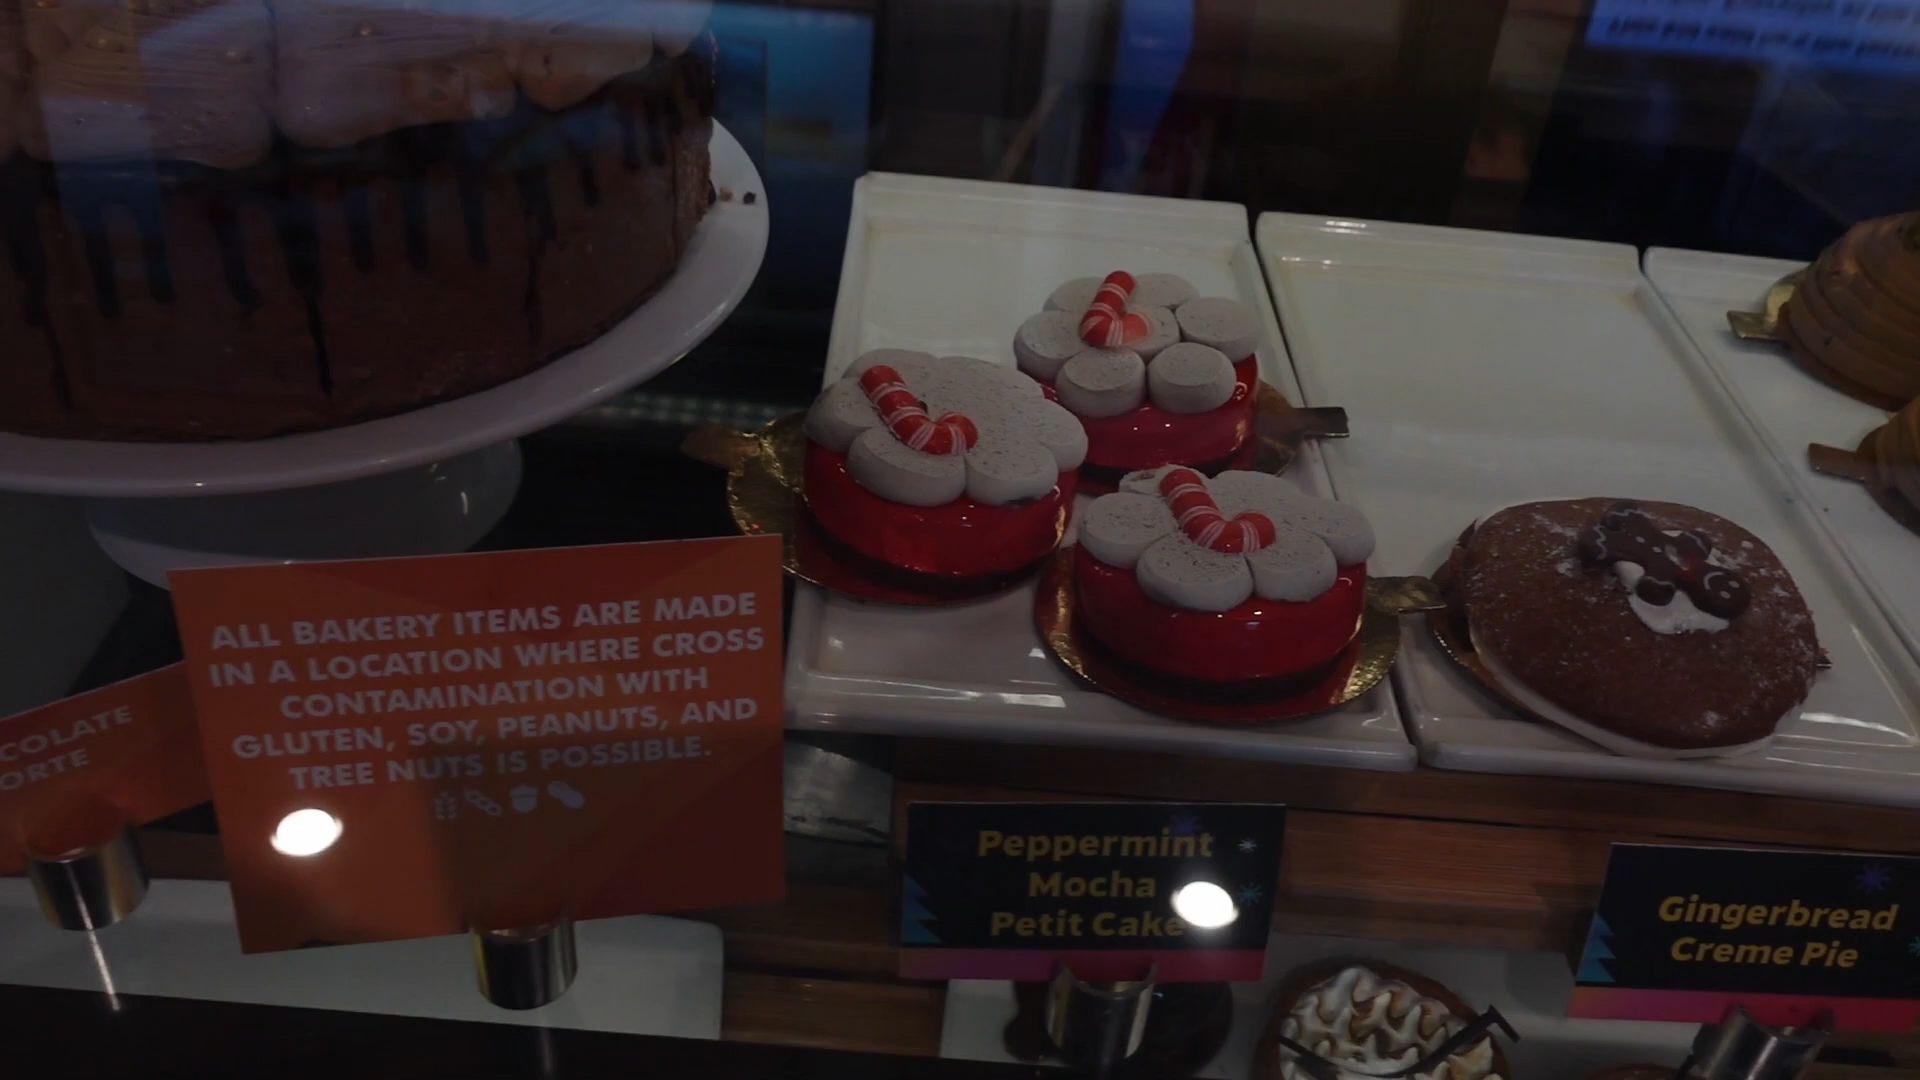 COLATE
ORTE
ALL BAKERY ITEMS ARE MADE
IN A LOCATION WHERE CROSS
CONTAMINATION WITH
GLUTEN, SOY, PEANUTS, AND
TREE NUTS IS POSSIBLE.
Peppermint
Mocha
Petit Cake
Gingerbread
Creme Pie